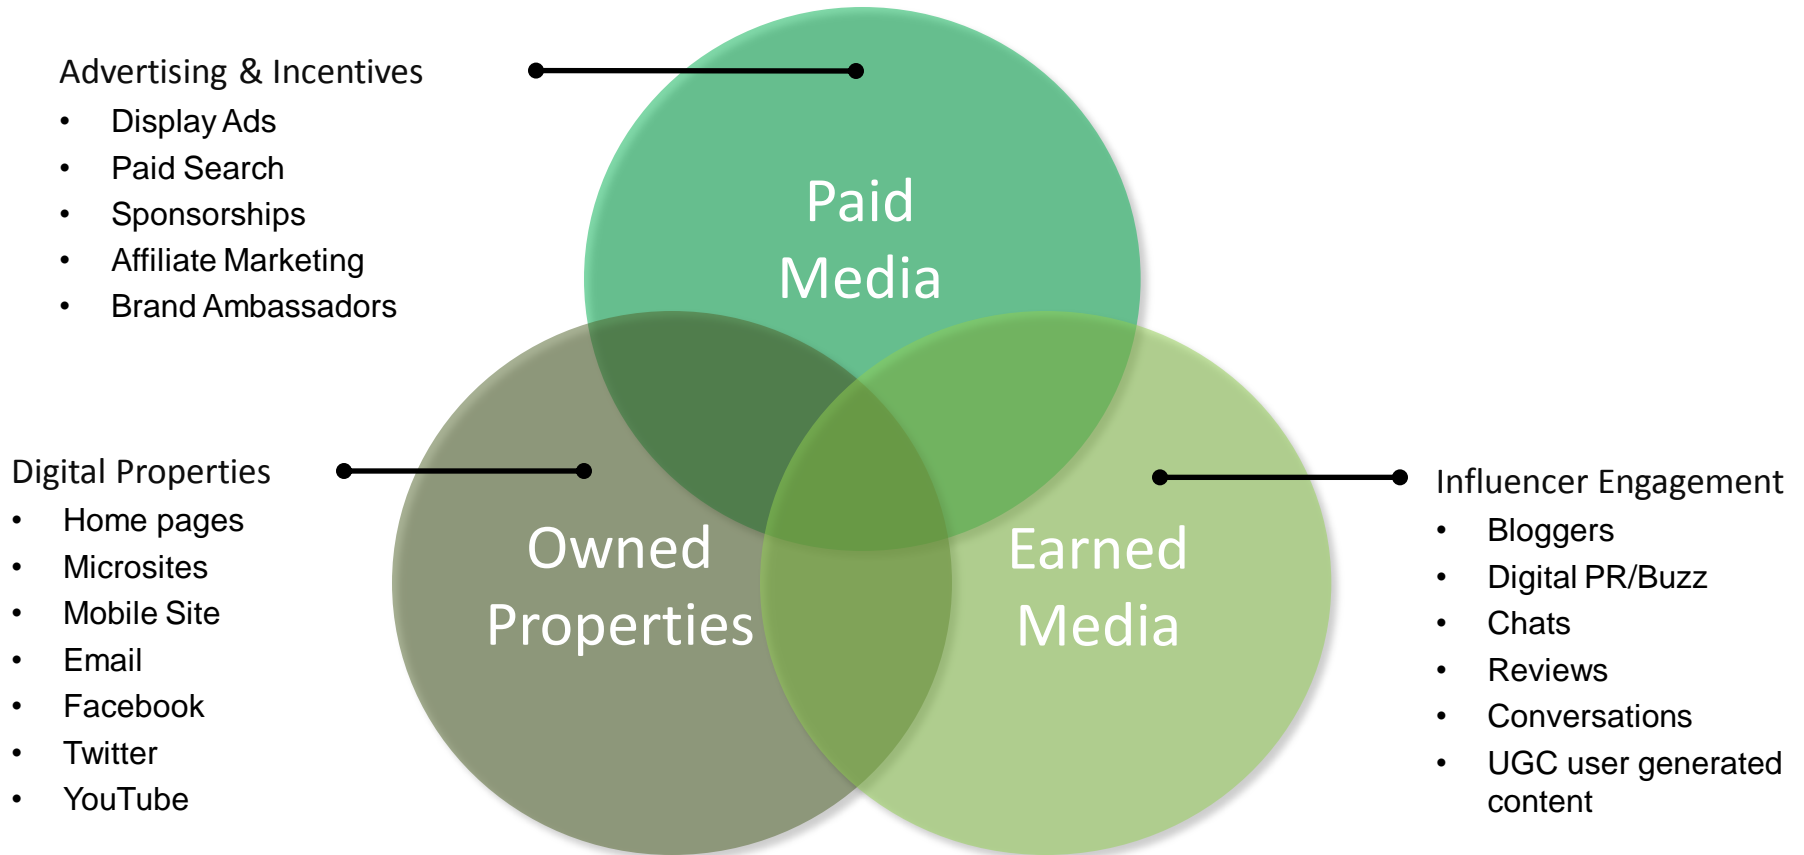 Advertising & Incentives
• Display Ads
• Paid Search
• Sponsorships
• Affiliate Marketing
• Brand Ambassadors
Paid
Media
Digital Properties
• Home pages
• Microsites
• Mobile Site
• Email
• Facebook
• Twitter
• YouTube
Owned
Properties
Earned
Media
Influencer Engagement
• Bloggers
• Digital PR/Buzz
• Chats
• Reviews
• Conversations
• UGC user generated
content